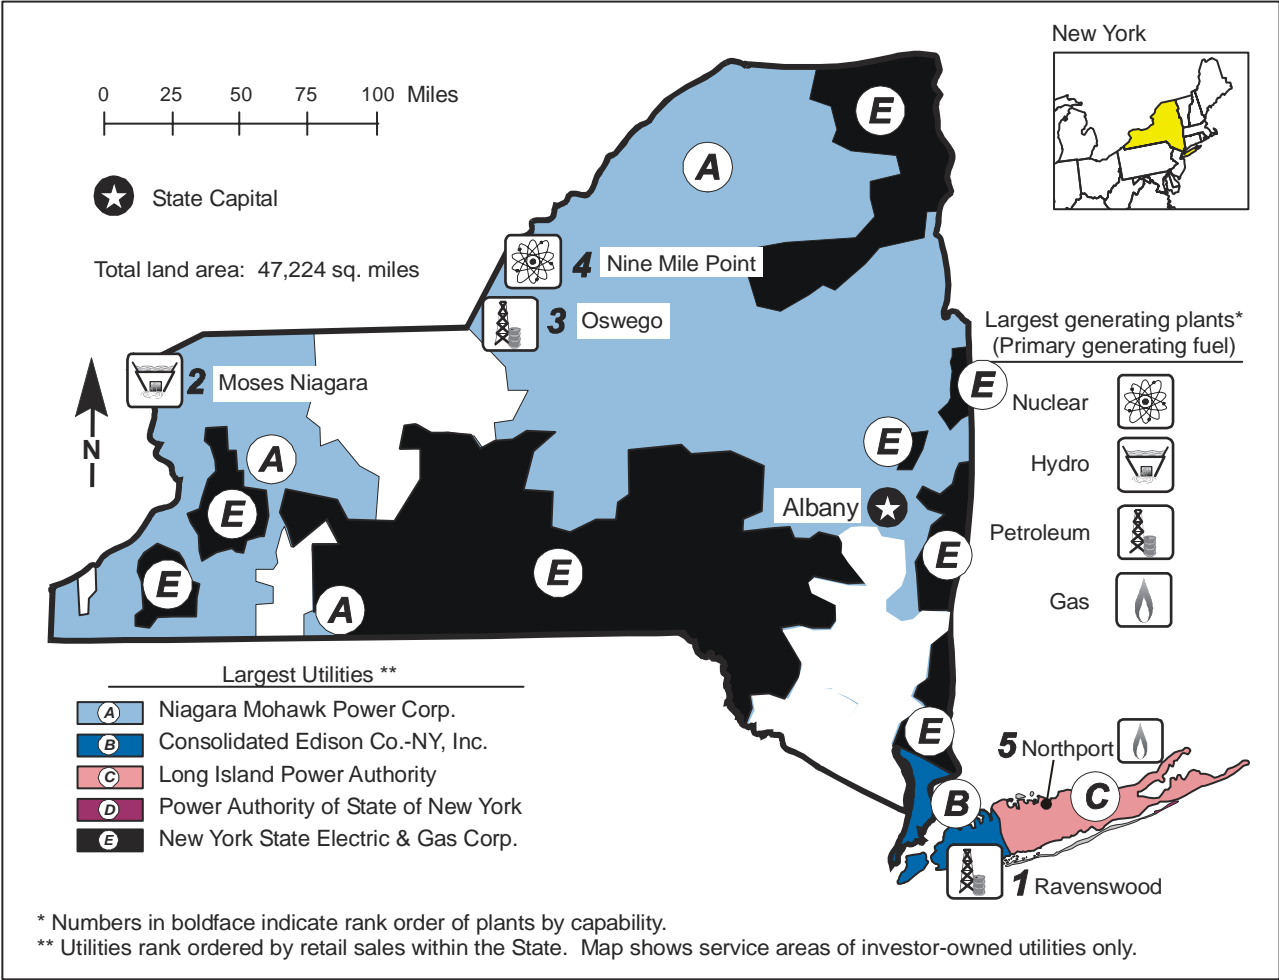 New York
0 25 50 75 100 Miles
State Capital
Total land area: 47,224 sq. miles
E
A
4 Nine Mile Point
3 Oswego
2 Moses Niagara
N
Largest generating plants*
(Primary generating fuel)
Nuclear
Hydro
Petroleum
Gas
E
E
A
E
Albany
E
E
E
A
Largest Utilities **
A Niagara Mohawk Power Corp.
B Consolidated Edison Co.-NY, Inc.
C Long Island Power Authority
D Power Authority of State of New York
E New York State Electric & Gas Corp.
E
5 Northport
B
C
1 Ravenswood
* Numbers in boldface indicate rank order of plants by capability.
** Utilities rank ordered by retail sales within the State. Map shows service areas of investor-owned utilities only.